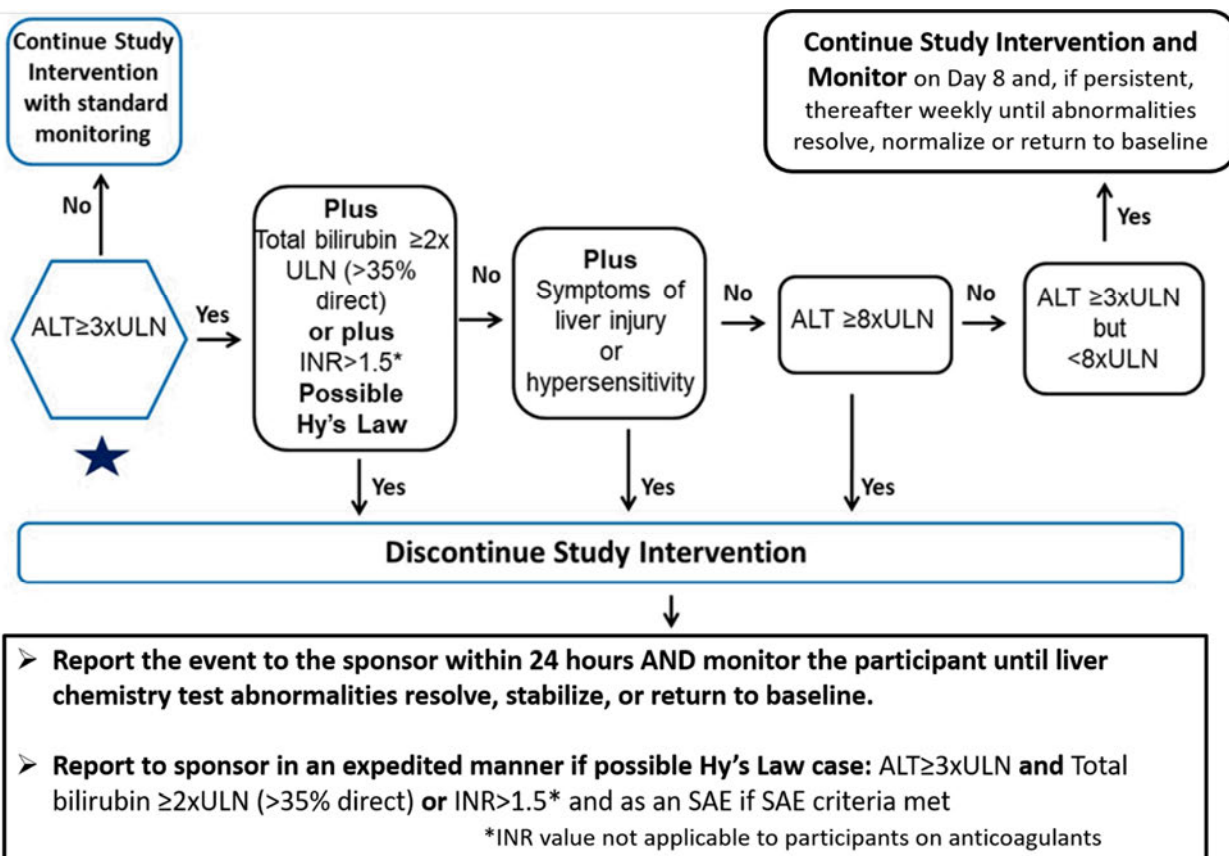 Continue Study
Intervention
with standard
monitoring
Continue Study Intervention and
Monitor on Day 8 and, if persistent,
thereafter weekly until abnormalities
resolve, normalize or return to baseline
No
Yes
ALT≥3xULN
Yes
Plus
Total bilirubin ≥2x
ULN (>35%
direct)
or plus
INR>1.5*
Possible
Hy's Law
No
Plus
Symptoms of
liver injury
or
hypersensitivity
No
ALT ≥8xULN
No
ALT ≥3xULN
but
<8xULN
Yes
Yes
Yes
Discontinue Study Intervention
➢ Report the event to the sponsor within 24 hours AND monitor the participant until liver
chemistry test abnormalities resolve, stabilize, or return to baseline.
➢ Report to sponsor in an expedited manner if possible Hy's Law case: ALT≥3xULN and Total
bilirubin ≥2xULN (>35% direct) or INR>1.5* and as an SAE if SAE criteria met
*INR value not applicable to participants on anticoagulants